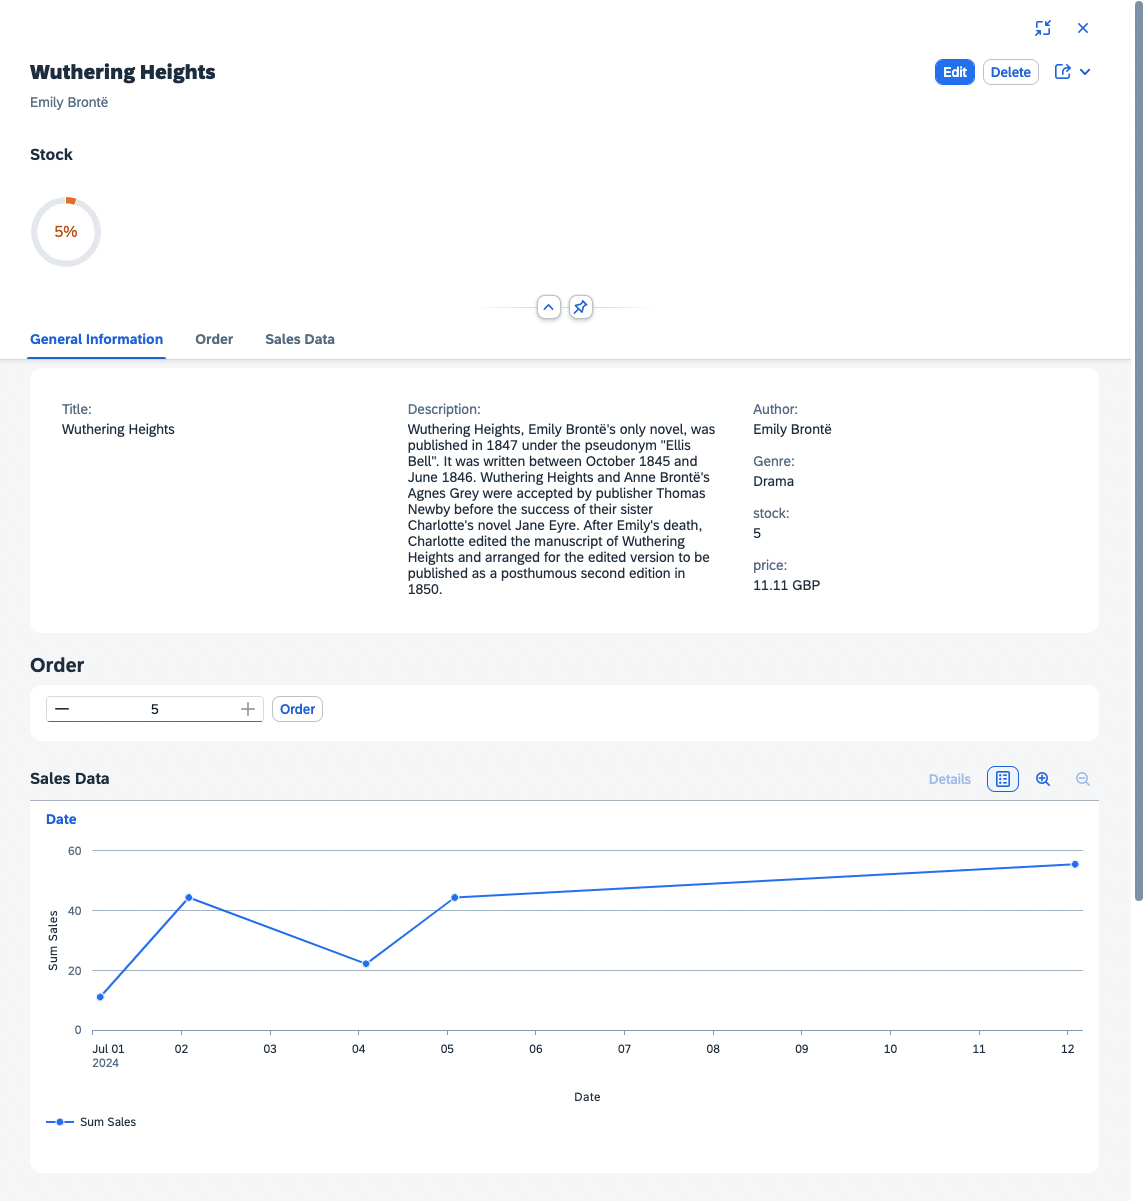 Wuthering Heights
Edit
Delete
Emily Brontë
Stock
5%
General Information
Order
Sales Data
Title:
Wuthering Heights
Description:
Wuthering Heights, Emily Brontë's only novel, was
published in 1847 under the pseudonym "Ellis
Bell". It was written between October 1845 and
June 1846. Wuthering Heights and Anne Brontë's
Agnes Grey were accepted by publisher Thomas
Newby before the success of their sister
Charlotte's novel Jane Eyre. After Emily's death,
Charlotte edited the manuscript of Wuthering
Heights and arranged for the edited version to be
published as a posthumous second edition in
1850.
Author:
Emily Brontë
Genre:
Drama
stock:
5
price:
11.11 GBP
Order
5
Order
Sales Data
Details
Date
60
40
20
0
Sum Sales
Jul 01
2024
02
03
04
05
06
07
08
09
10
11
12
Date
Sum Sales